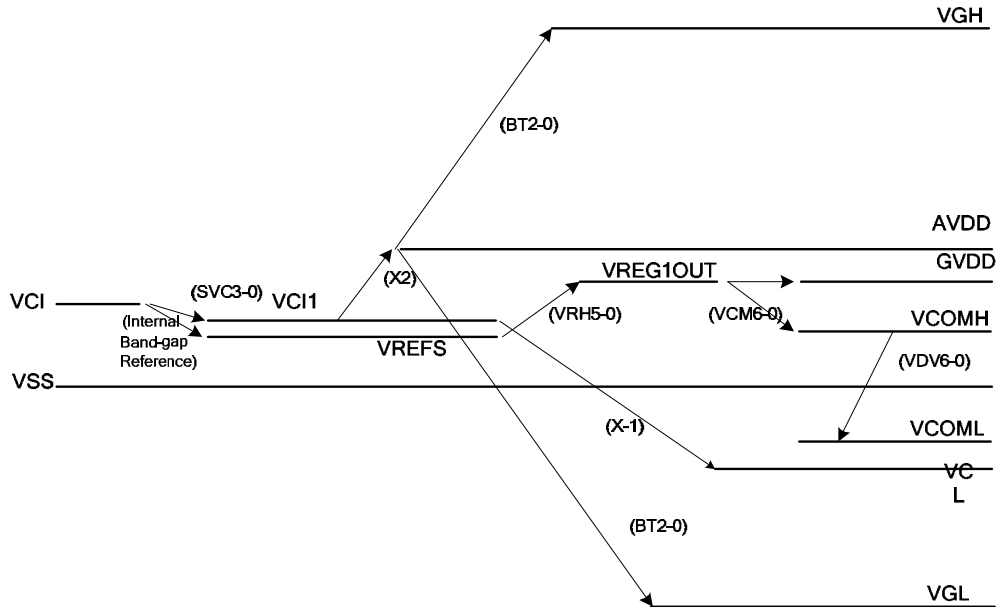 VGH
(BT2-0)
AVDD
(X2)
VREG1OUT
GVDD
VCI
(SVC3-0)
VCI1
(VRH5-0)
(VCM6-0)
VCOMH
(Internal
Band-gap
Reference)
VREFS
(VDV6-0)
VSS
(X-1)
VCOML
VC
L
(BT2-0)
VGL